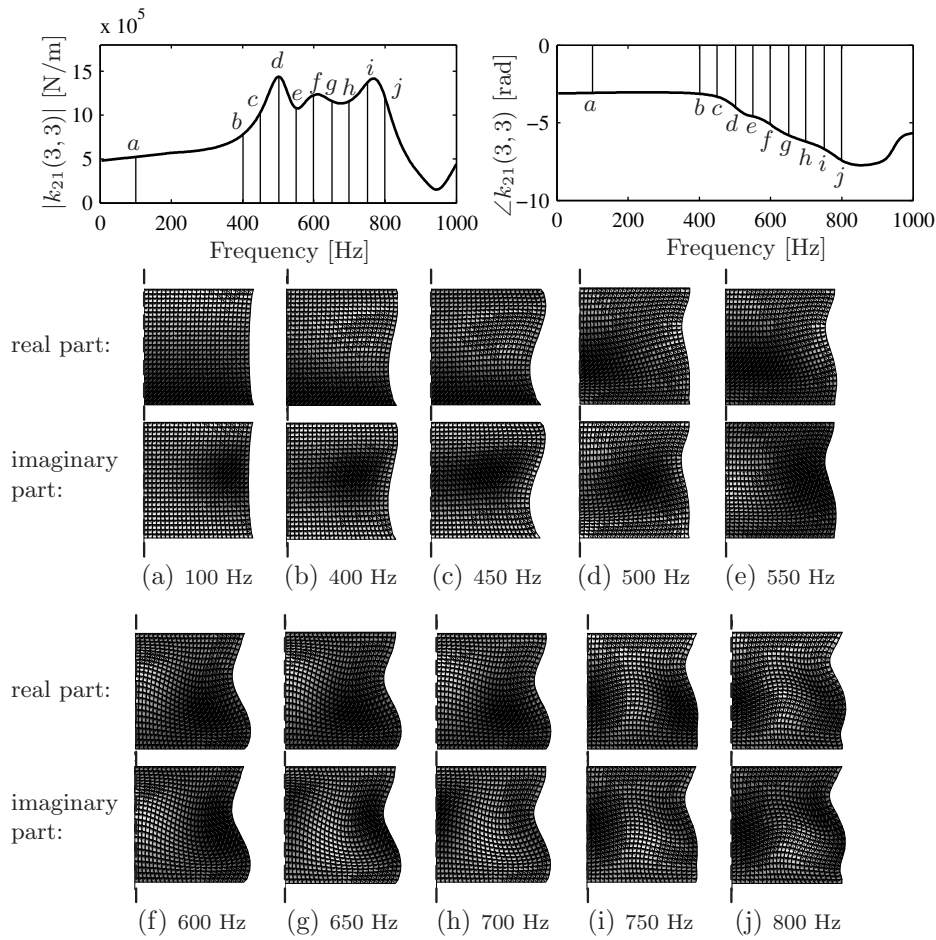 x 10⁵
15
10
5
0
|k₂₁(3, 3)| [N/m]
a
b
c
d
e
f
g
h
i
j
0 200 400 600 800 1000
Frequency [Hz]
0
−5
−10
∠k₂₁(3, 3) [rad]
a
b
c
d
e
f
g
h
i
j
0 200 400 600 800 1000
Frequency [Hz]
real part:
imaginary
part:
(a) 100 Hz (b) 400 Hz (c) 450 Hz (d) 500 Hz (e) 550 Hz
real part:
imaginary
part:
(f) 600 Hz (g) 650 Hz (h) 700 Hz (i) 750 Hz (j) 800 Hz